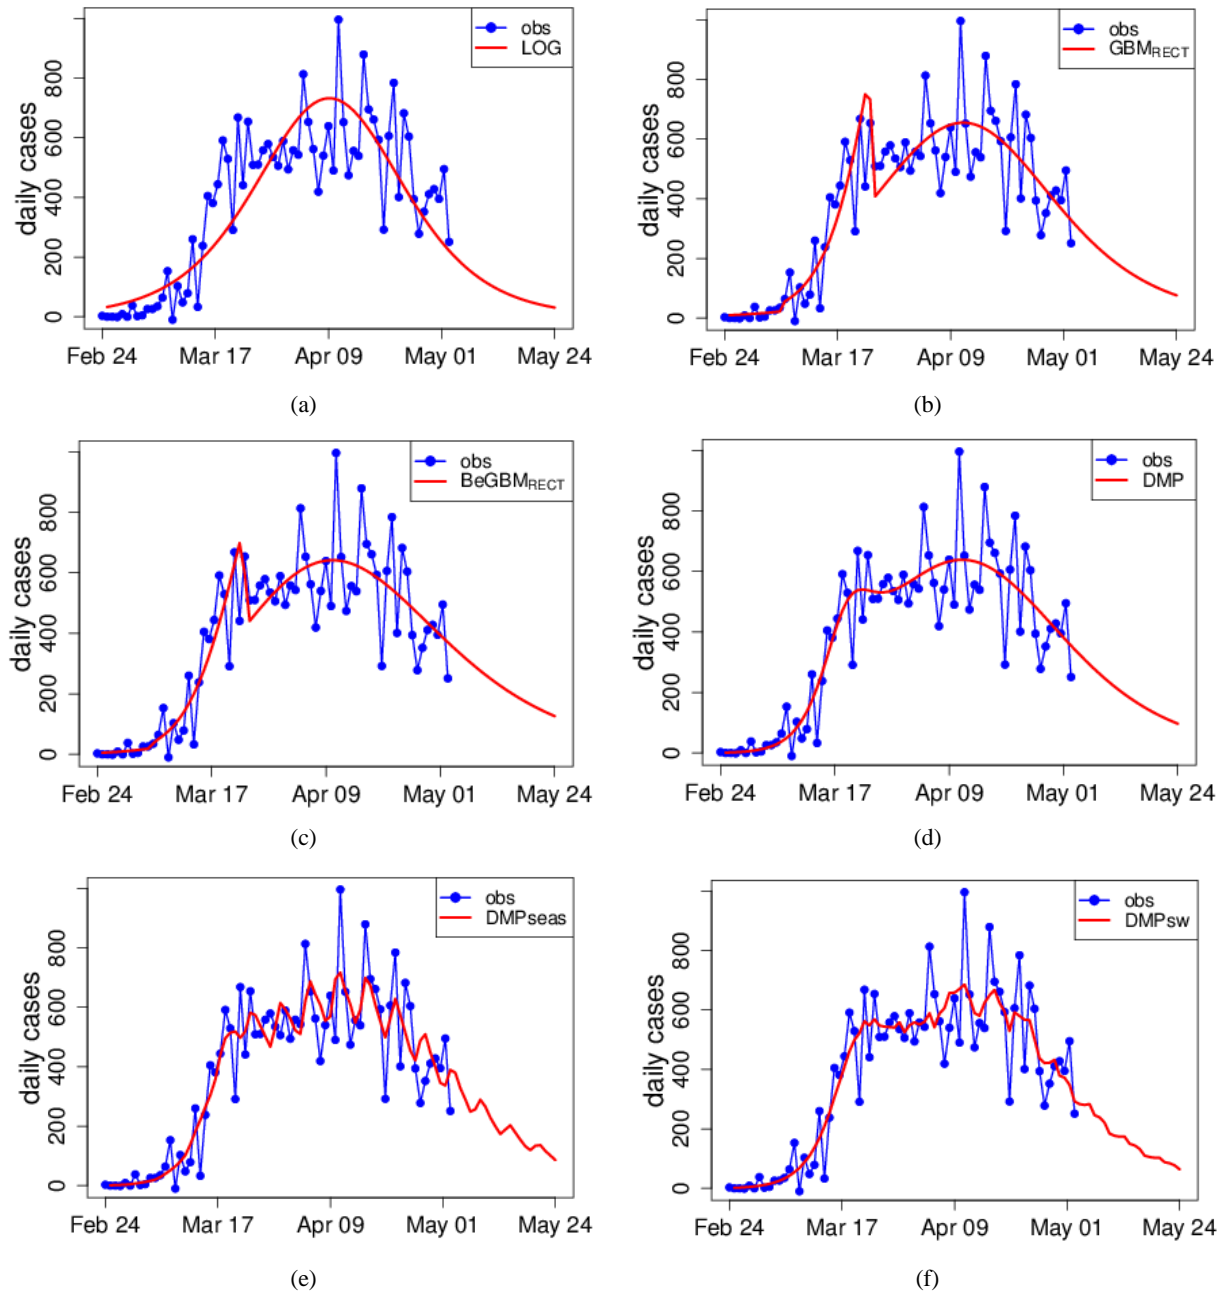 obs
LOG
daily cases
0
200
400
600
800
Feb 24
Mar 17
Apr 09
May 01
May 24
(a)
obs
GBM_RECT
daily cases
0
200
400
600
800
Feb 24
Mar 17
Apr 09
May 01
May 24
(b)
obs
BeGBM_RECT
daily cases
0
200
400
600
800
Feb 24
Mar 17
Apr 09
May 01
May 24
(c)
obs
DMP
daily cases
0
200
400
600
800
Feb 24
Mar 17
Apr 09
May 01
May 24
(d)
obs
DMPseas
daily cases
0
200
400
600
800
Feb 24
Mar 17
Apr 09
May 01
May 24
(e)
obs
DMPsw
daily cases
0
200
400
600
800
Feb 24
Mar 17
Apr 09
May 01
May 24
(f)